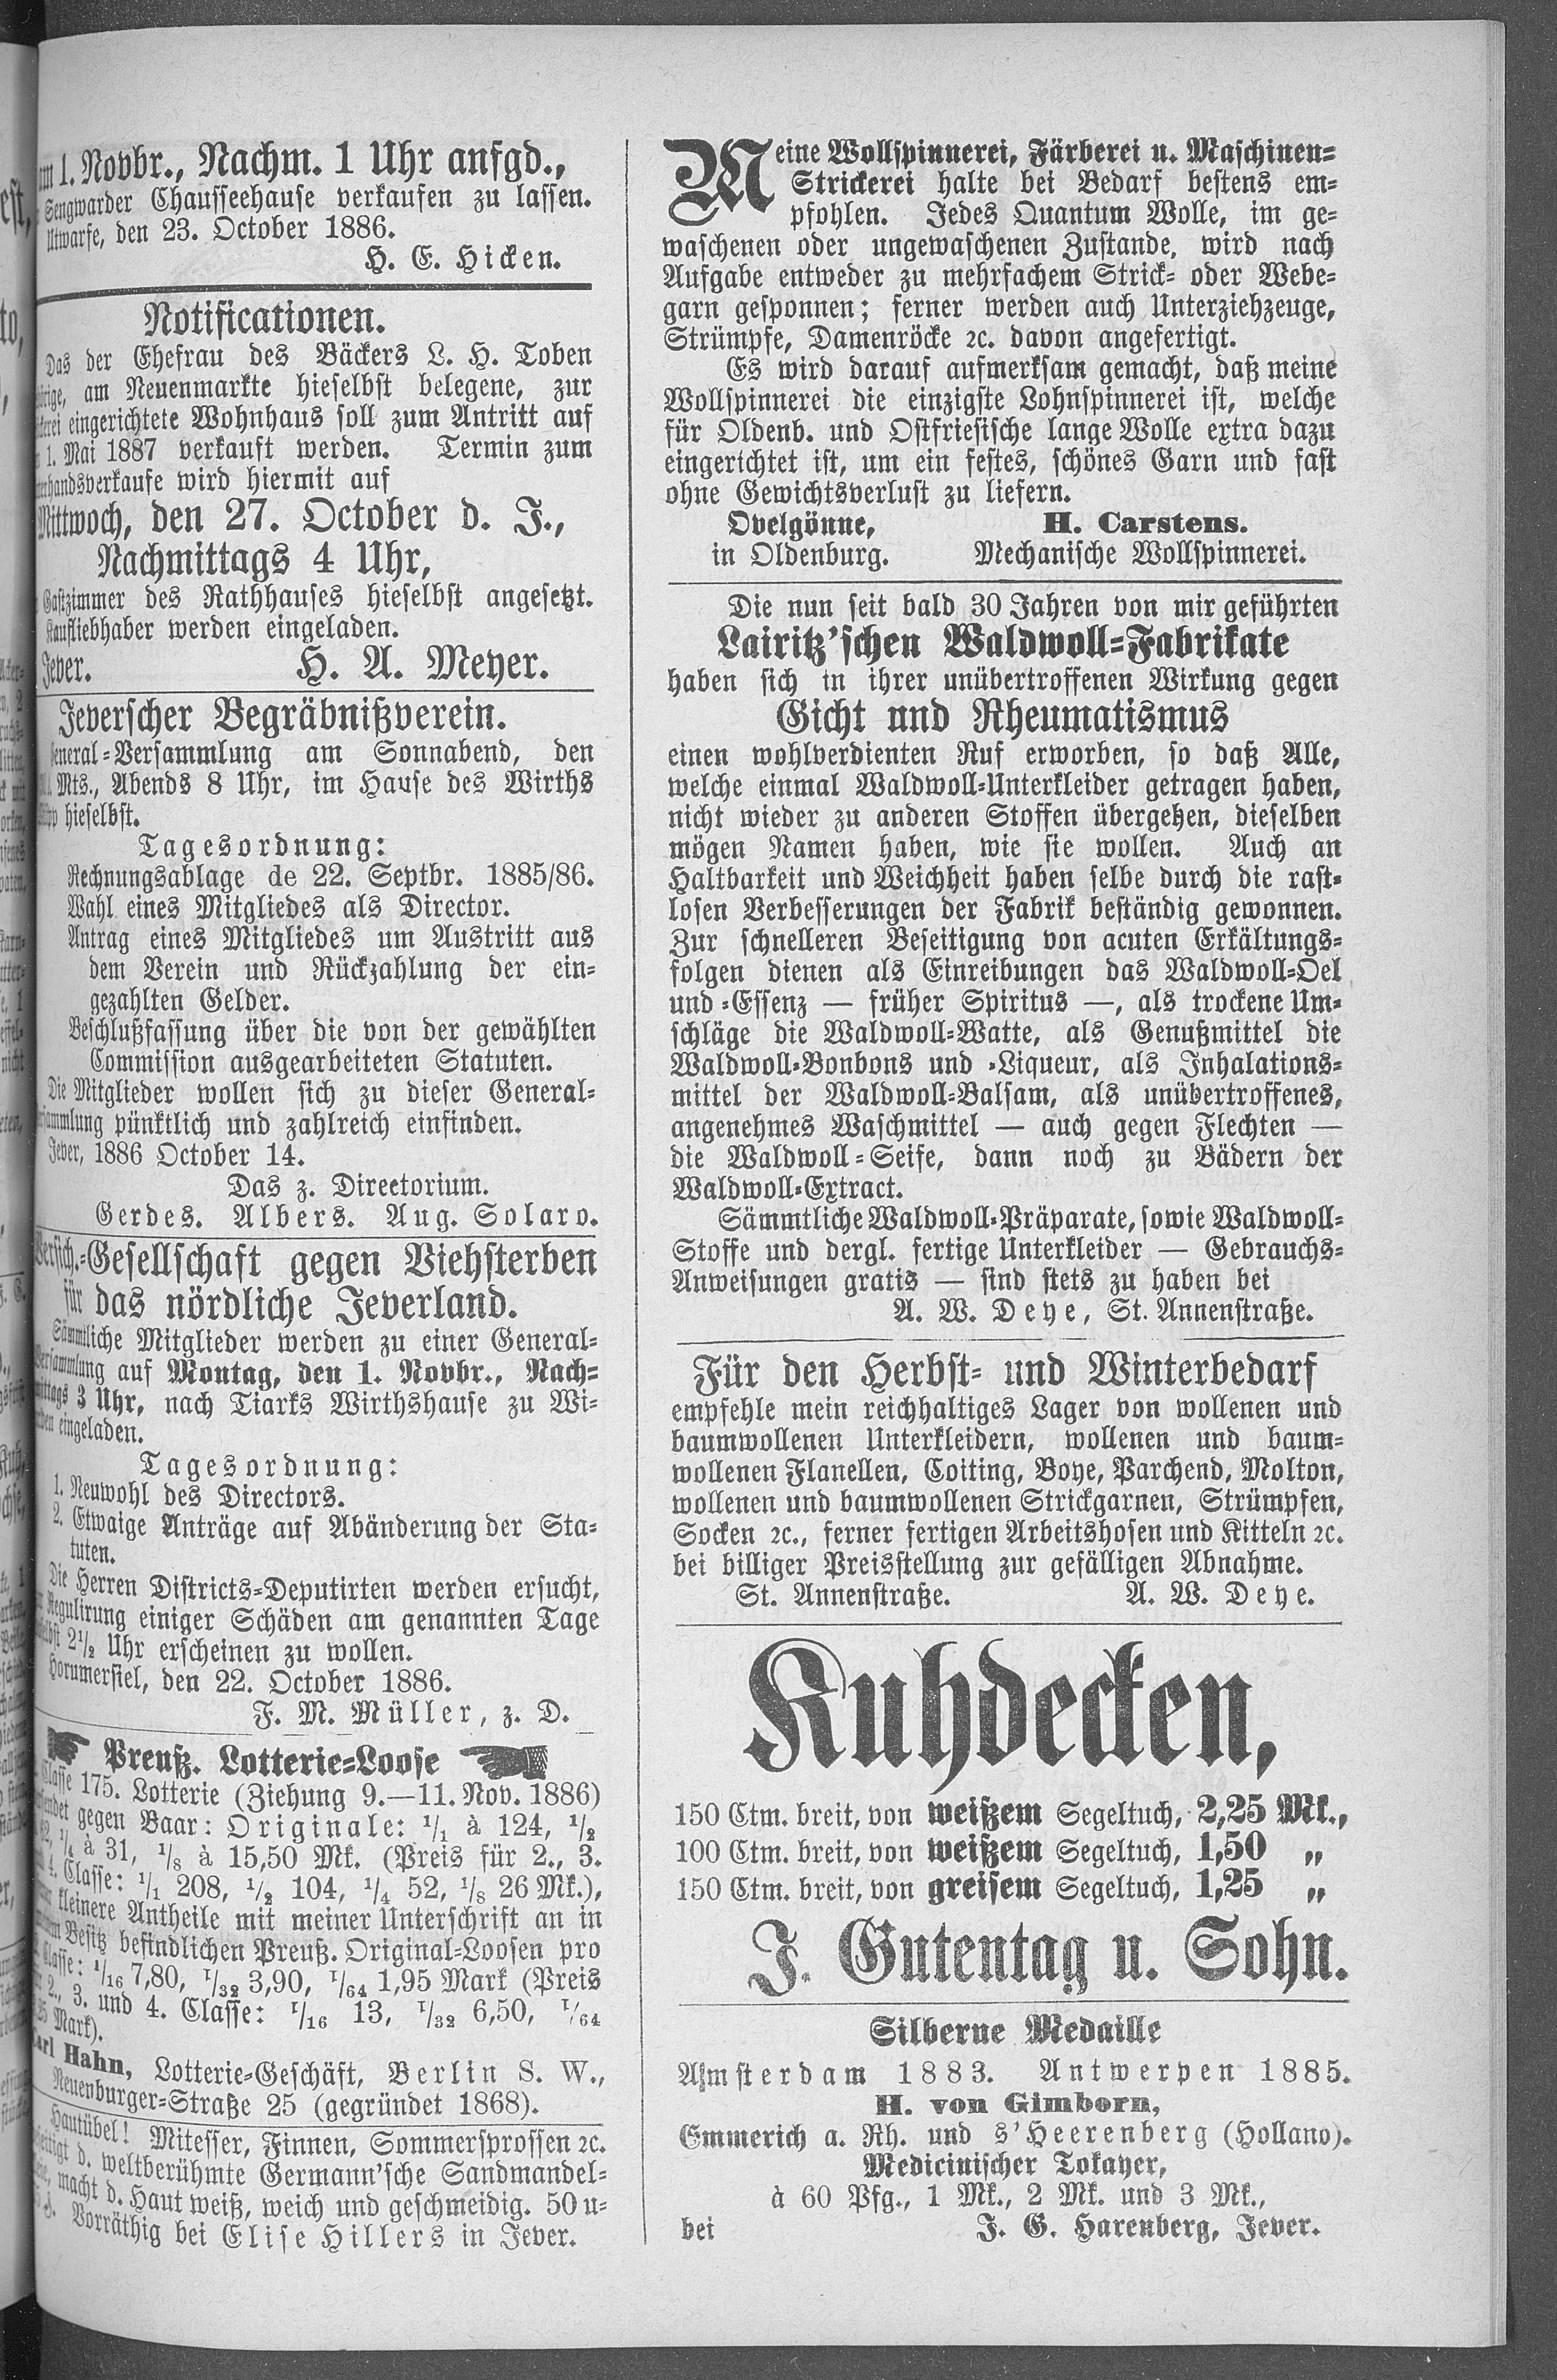 am 1. Novbr., Nachm. 1 Uhr anfgd.,
Sengwarder Chausseehause verkaufen zu lassen.
Utwarfe, den 23. October 1886.
H. E. Hicken.
Notificationen.
Das der Ehefrau des Bäckers L. H. Toben
am Neuenmarkte hieselbst belegene, zur
eingerichtete Wohnhaus soll zum Antritt auf
1. Mai 1887 verkauft werden. Termin zum
wird hiermit auf
Mittwoch, den 27. October d. J.,
Nachmittags 4 Uhr,
Gastzimmer des Rathhauses hieselbst angesetzt.
Kaufliebhaber werden eingeladen.
Jever. H. A. Meyer.
Jeverscher Begräbnißverein.
General-Versammlung am Sonnabend, den
Mts., Abends 8 Uhr, im Hause des Wirths
hieselbst.
Tagesordnung:
Rechnungsablage de 22. Septbr. 1885/86.
Wahl eines Mitgliedes als Director.
Antrag eines Mitgliedes um Austritt aus
dem Verein und Rückzahlung der ein-
gezahlten Gelder.
Beschlußfassung über die von der gewählten
Commission ausgearbeiteten Statuten.
Die Mitglieder wollen sich zu dieser General-
pünktlich und zahlreich einfinden.
Jever, 1886 October 14.
Das z. Directorium.
Gerdes. Albers. Aug. Solaro.
Versich.-Gesellschaft gegen Viehsterben
für das nördliche Jeverland.
Sämmtliche Mitglieder werden zu einer General-
Versammlung auf Montag, den 1. Novbr., Nach-
mittags 3 Uhr, nach Tiarks Wirthshause zu Wi-
eingeladen.
Tagesordnung:
1. Neuwohl des Directors.
2. Etwaige Anträge auf Abänderung der Sta-
tuten.
Die Herren Districts-Deputirten werden ersucht,
Regulirung einiger Schäden am genannten Tage
2½ Uhr erscheinen zu wollen.
Horumersiel, den 22. October 1886.
F. M. Müller, z. D.
Preuß. Lotterie-Loose
Classe 175. Lotterie (Ziehung 9.—11. Nov. 1886)
gegen Baar: Originale: 1/1 à 124, 1/2
1/4 à 31, 1/8 à 15,50 Mk. (Preis für 2., 3.
4. Classe: 1/1 208, 1/2 104, 1/4 52, 1/8 26 Mk.),
kleinere Antheile mit meiner Unterschrift an in
Besitz befindlichen Preuß. Original-Loosen pro
Classe: 1/16 7,80, 1/32 3,90, 1/64 1,95 Mark (Preis
2., 3. und 4. Classe: 1/16 13, 1/32 6,50, 1/64
Mark).
Carl Hahn, Lotterie-Geschäft, Berlin S. W.,
Neuenburger-Straße 25 (gegründet 1868).
Hautübel! Mitesser, Finnen, Sommersprossen ꝛc.
d. weltberühmte Germann'sche Sandmandel-
macht d. Haut weiß, weich und geschmeidig. 50 u-
Vorräthig bei Elise Hillers in Jever.
Meine Wollspinnerei, Färberei u. Maschinen-
Strickerei halte bei Bedarf bestens em-
pfohlen. Jedes Quantum Wolle, im ge-
waschenen oder ungewaschenen Zustande, wird nach
Aufgabe entweder zu mehrfachem Strick- oder Webe-
garn gesponnen; ferner werden auch Unterziehzeuge,
Strümpfe, Damenröcke ꝛc. davon angefertigt.
Es wird darauf aufmerksam gemacht, daß meine
Wollspinnerei die einzigste Lohnspinnerei ist, welche
für Oldenb. und Ostfriesische lange Wolle extra dazu
eingerichtet ist, um ein festes, schönes Garn und fast
ohne Gewichtsverlust zu liefern.
Ovelgönne, H. Carstens.
in Oldenburg. Mechanische Wollspinnerei.
Die nun seit bald 30 Jahren von mir geführten
Lairitz'schen Waldwoll-Fabrikate
haben sich in ihrer unübertroffenen Wirkung gegen
Gicht und Rheumatismus
einen wohlverdienten Ruf erworben, so daß Alle,
welche einmal Waldwoll-Unterkleider getragen haben,
nicht wieder zu anderen Stoffen übergehen, dieselben
mögen Namen haben, wie sie wollen. Auch an
Haltbarkeit und Weichheit haben selbe durch die rast-
losen Verbesserungen der Fabrik beständig gewonnen.
Zur schnelleren Beseitigung von acuten Erkältungs-
folgen dienen als Einreibungen das Waldwoll-Oel
und -Essenz — früher Spiritus —, als trockene Um-
schläge die Waldwoll-Watte, als Genußmittel die
Waldwoll-Bonbons und -Liqueur, als Inhalations-
mittel der Waldwoll-Balsam, als unübertroffenes,
angenehmes Waschmittel — auch gegen Flechten —
die Waldwoll-Seife, dann noch zu Bädern der
Waldwoll-Extract.
Sämmtliche Waldwoll-Präparate, sowie Waldwoll-
Stoffe und dergl. fertige Unterkleider — Gebrauchs-
Anweisungen gratis — sind stets zu haben bei
A. W. Deye, St. Annenstraße.
Für den Herbst- und Winterbedarf
empfehle mein reichhaltiges Lager von wollenen und
baumwollenen Unterkleidern, wollenen und baum-
wollenen Flanellen, Coiting, Boye, Parchend, Molton,
wollenen und baumwollenen Strickgarnen, Strümpfen,
Socken ꝛc., ferner fertigen Arbeitshosen und Kitteln ꝛc.
bei billiger Preisstellung zur gefälligen Abnahme.
St. Annenstraße. A. W. Deye.
Kuhdecken,
150 Ctm. breit, von weißem Segeltuch, 2,25 Mk.,
100 Ctm. breit, von weißem Segeltuch, 1,50 „
150 Ctm. breit, von greisem Segeltuch, 1,25 „
J. Gutentag u. Sohn.
Silberne Medaille
Amsterdam 1883. Antwerpen 1885.
H. von Gimborn,
Emmerich a. Rh. und s'Heerenberg (Holland).
Medicinischer Tokayer,
à 60 Pfg., 1 Mk., 2 Mk. und 3 Mk.,
bei J. G. Harenberg, Jever.